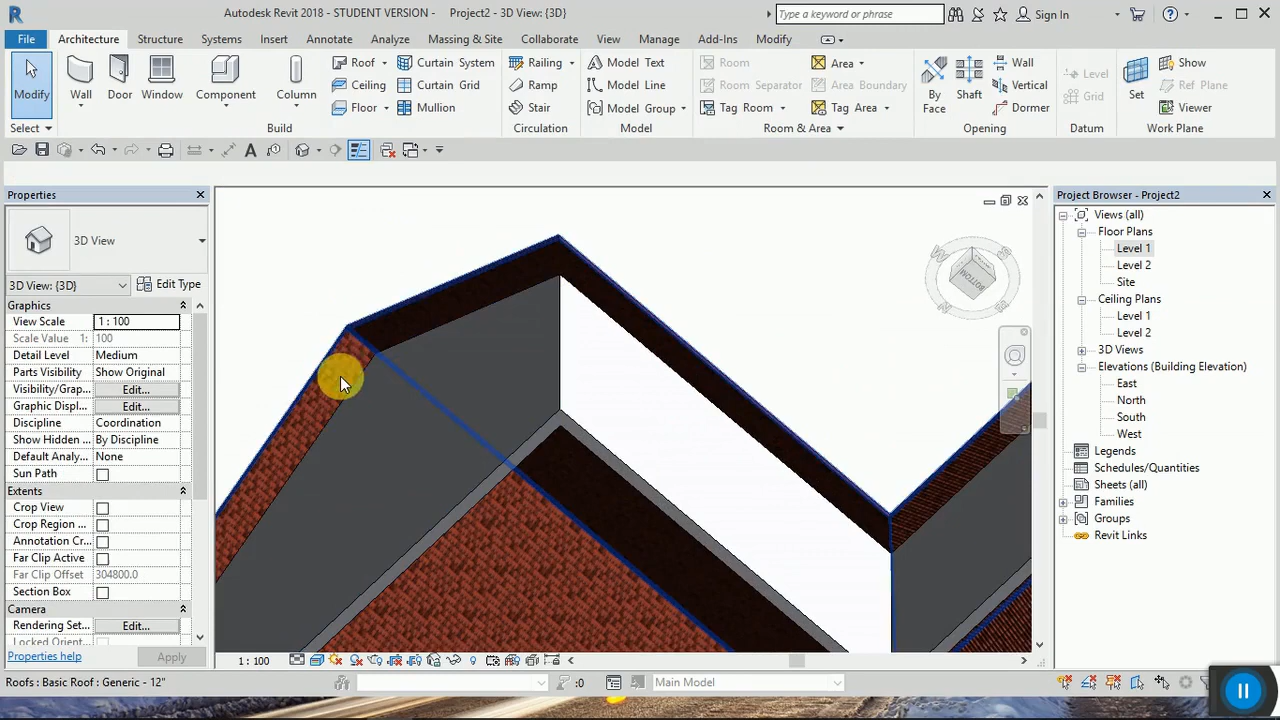 Autodesk Revit 2018 - STUDENT VERSION - Project2 - 3D View: {3D}
Type a keyword or phrase
Sign In
File Architecture Structure Systems Insert Annotate Analyze Massing & Site Collaborate View Manage Add-Ins Modify
Modify
Select
Wall
Door
Window
Component
Column
Roof
Ceiling
Floor
Curtain System
Curtain Grid
Mullion
Build
Railing
Ramp
Stair
Circulation
Model Text
Model Line
Model Group
Model
Room
Room Separator
Tag Room
Area
Area Boundary
Tag Area
Room & Area
By Face
Shaft
Wall
Vertical
Dormer
Opening
Level
Grid
Datum
Set
Show
Ref Plane
Viewer
Work Plane
Properties
3D View
3D View: {3D}
Edit Type
Graphics
View Scale 1 : 100
Scale Value 1: 100
Detail Level Medium
Parts Visibility Show Original
Visibility/Grap... Edit...
Graphic Displ... Edit...
Discipline Coordination
Show Hidden ... By Discipline
Default Analy... None
Sun Path
Extents
Crop View
Crop Region ...
Annotation Cr...
Far Clip Active
Far Clip Offset 304800.0
Section Box
Camera
Rendering Set... Edit...
Locked Orient...
Properties help
Apply
BOTTOM
W
S
N
Project Browser - Project2
Views (all)
Floor Plans
Level 1
Level 2
Site
Ceiling Plans
Level 1
Level 2
3D Views
Elevations (Building Elevation)
East
North
South
West
Legends
Schedules/Quantities
Sheets (all)
Families
Groups
Revit Links
1 : 100
Roofs : Basic Roof : Generic - 12"
:0
Main Model